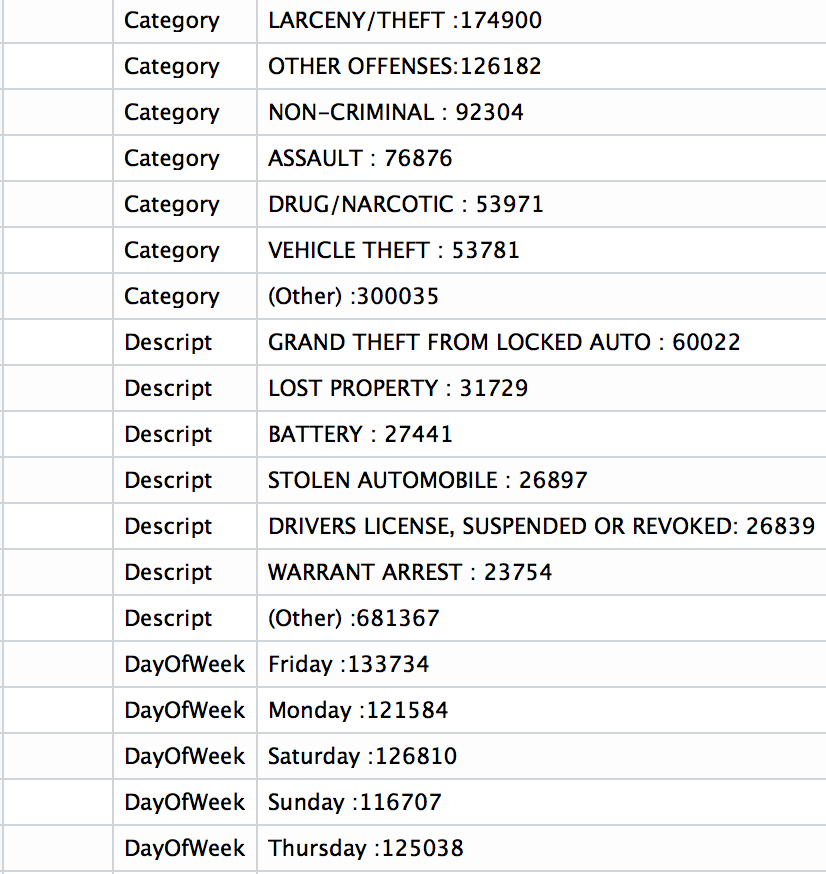 Category LARCENY/THEFT :174900
Category OTHER OFFENSES:126182
Category NON-CRIMINAL : 92304
Category ASSAULT : 76876
Category DRUG/NARCOTIC : 53971
Category VEHICLE THEFT : 53781
Category (Other) :300035
Descript GRAND THEFT FROM LOCKED AUTO : 60022
Descript LOST PROPERTY : 31729
Descript BATTERY : 27441
Descript STOLEN AUTOMOBILE : 26897
Descript DRIVERS LICENSE, SUSPENDED OR REVOKED: 26839
Descript WARRANT ARREST : 23754
Descript (Other) :681367
DayOfWeek Friday :133734
DayOfWeek Monday :121584
DayOfWeek Saturday :126810
DayOfWeek Sunday :116707
DayOfWeek Thursday :125038